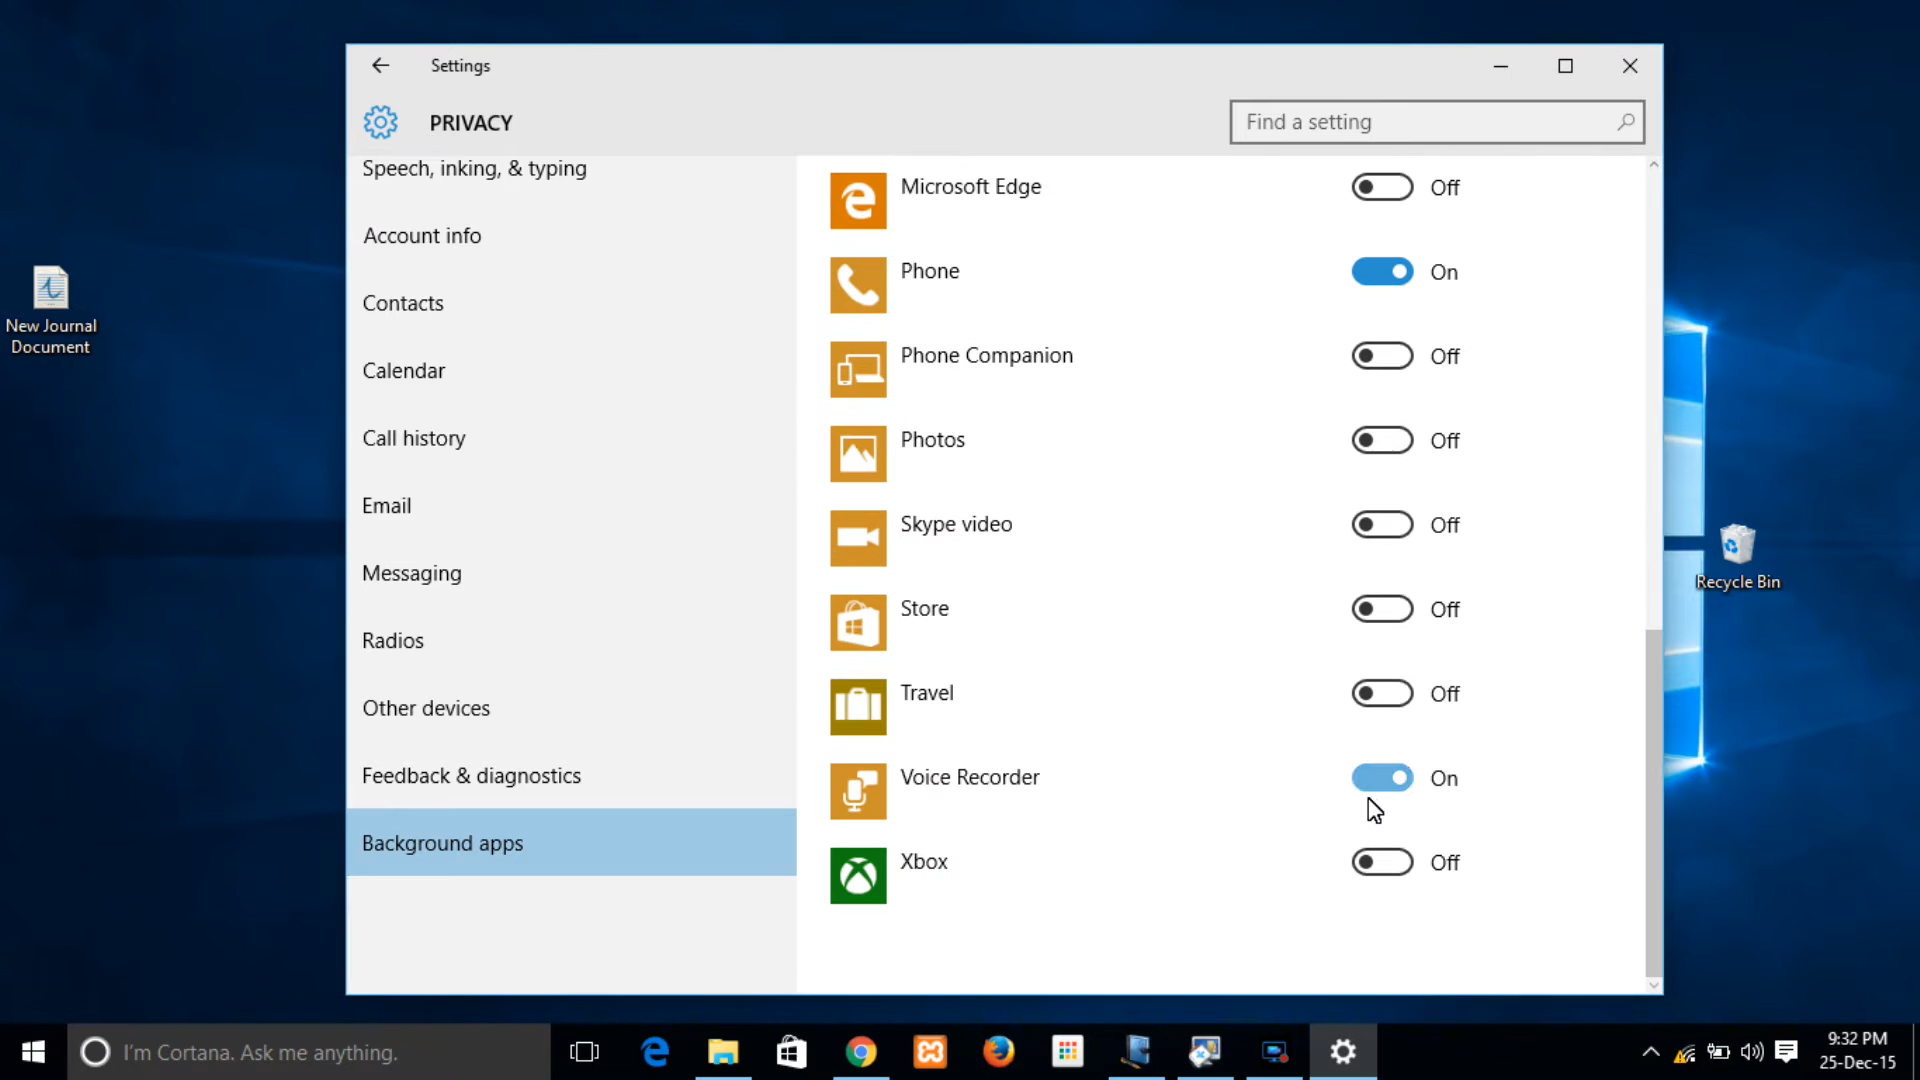 Settings
PRIVACY
Find a setting
Speech, inking, & typing
Account info
Contacts
Calendar
Call history
Email
Messaging
Radios
Other devices
Feedback & diagnostics
Background apps
Microsoft Edge Off
Phone On
Phone Companion Off
Photos Off
Skype video Off
Store Off
Travel Off
Voice Recorder On
Xbox Off
New Journal
Document
Recycle Bin
I'm Cortana. Ask me anything.
9:32 PM
25-Dec-15